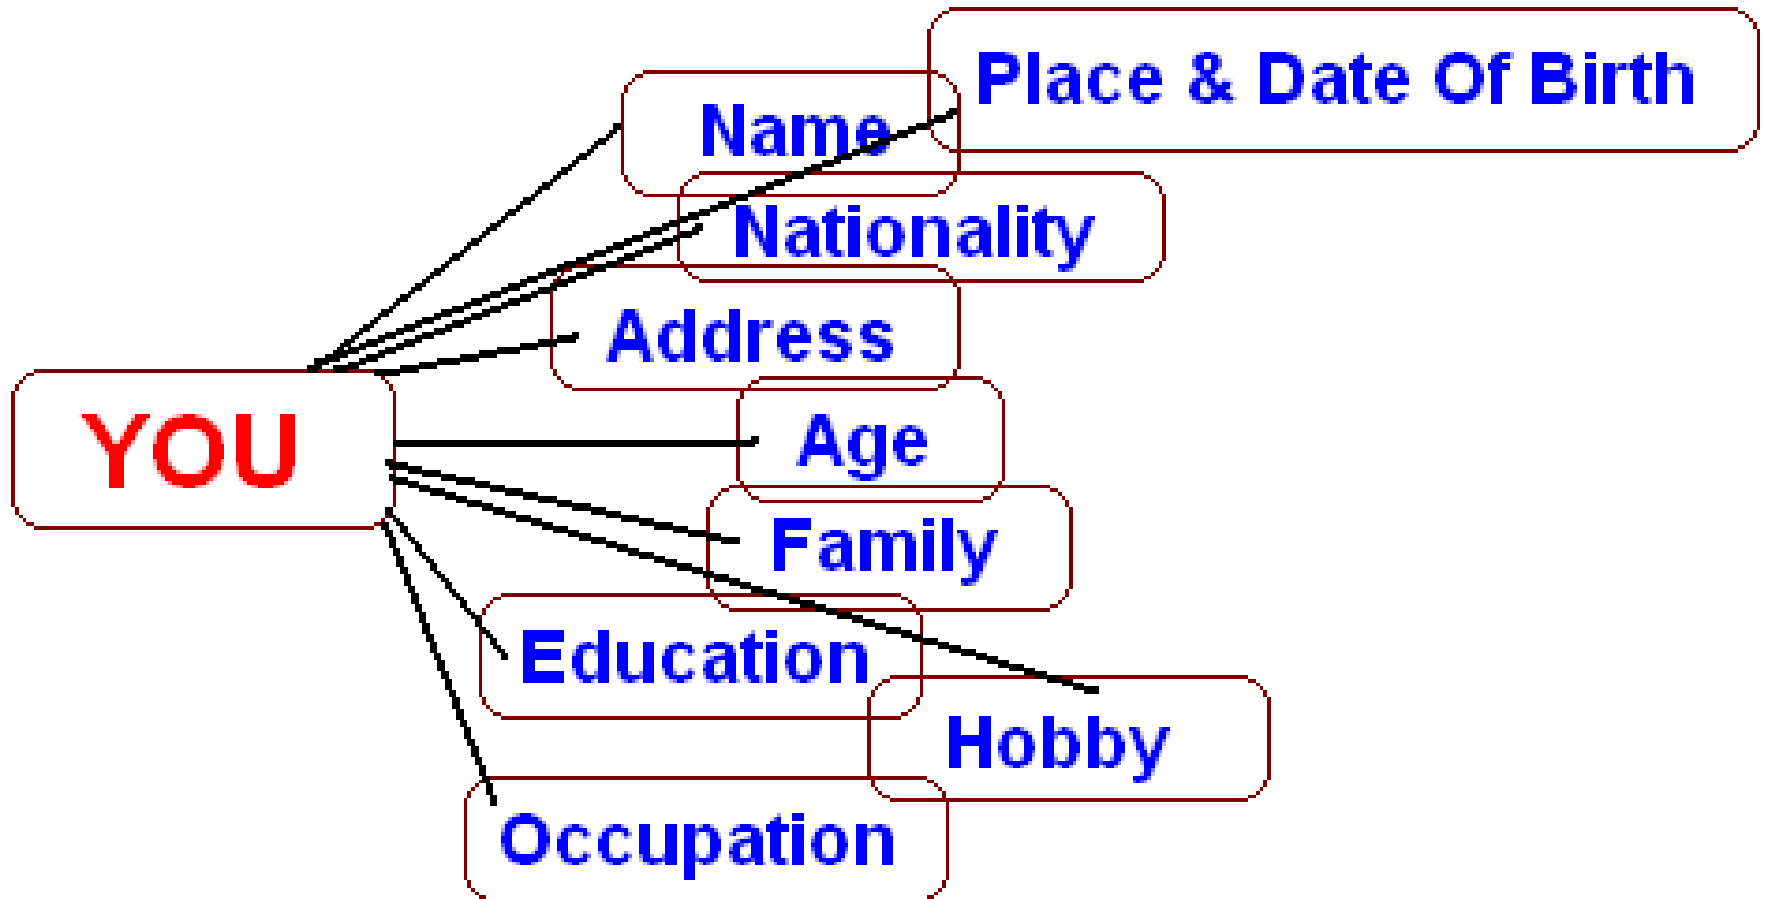 Place & Date Of Birth
Name
Nationality
Address
YOU
Age
Family
Education
Hobby
Occupation